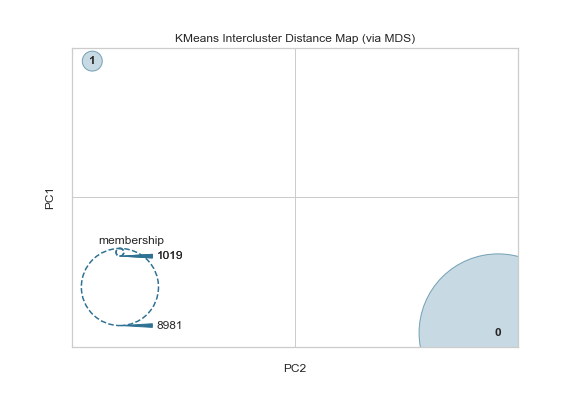 KMeans Intercluster Distance Map (via MDS)
1
PC1
membership
1019
8981
0
PC2